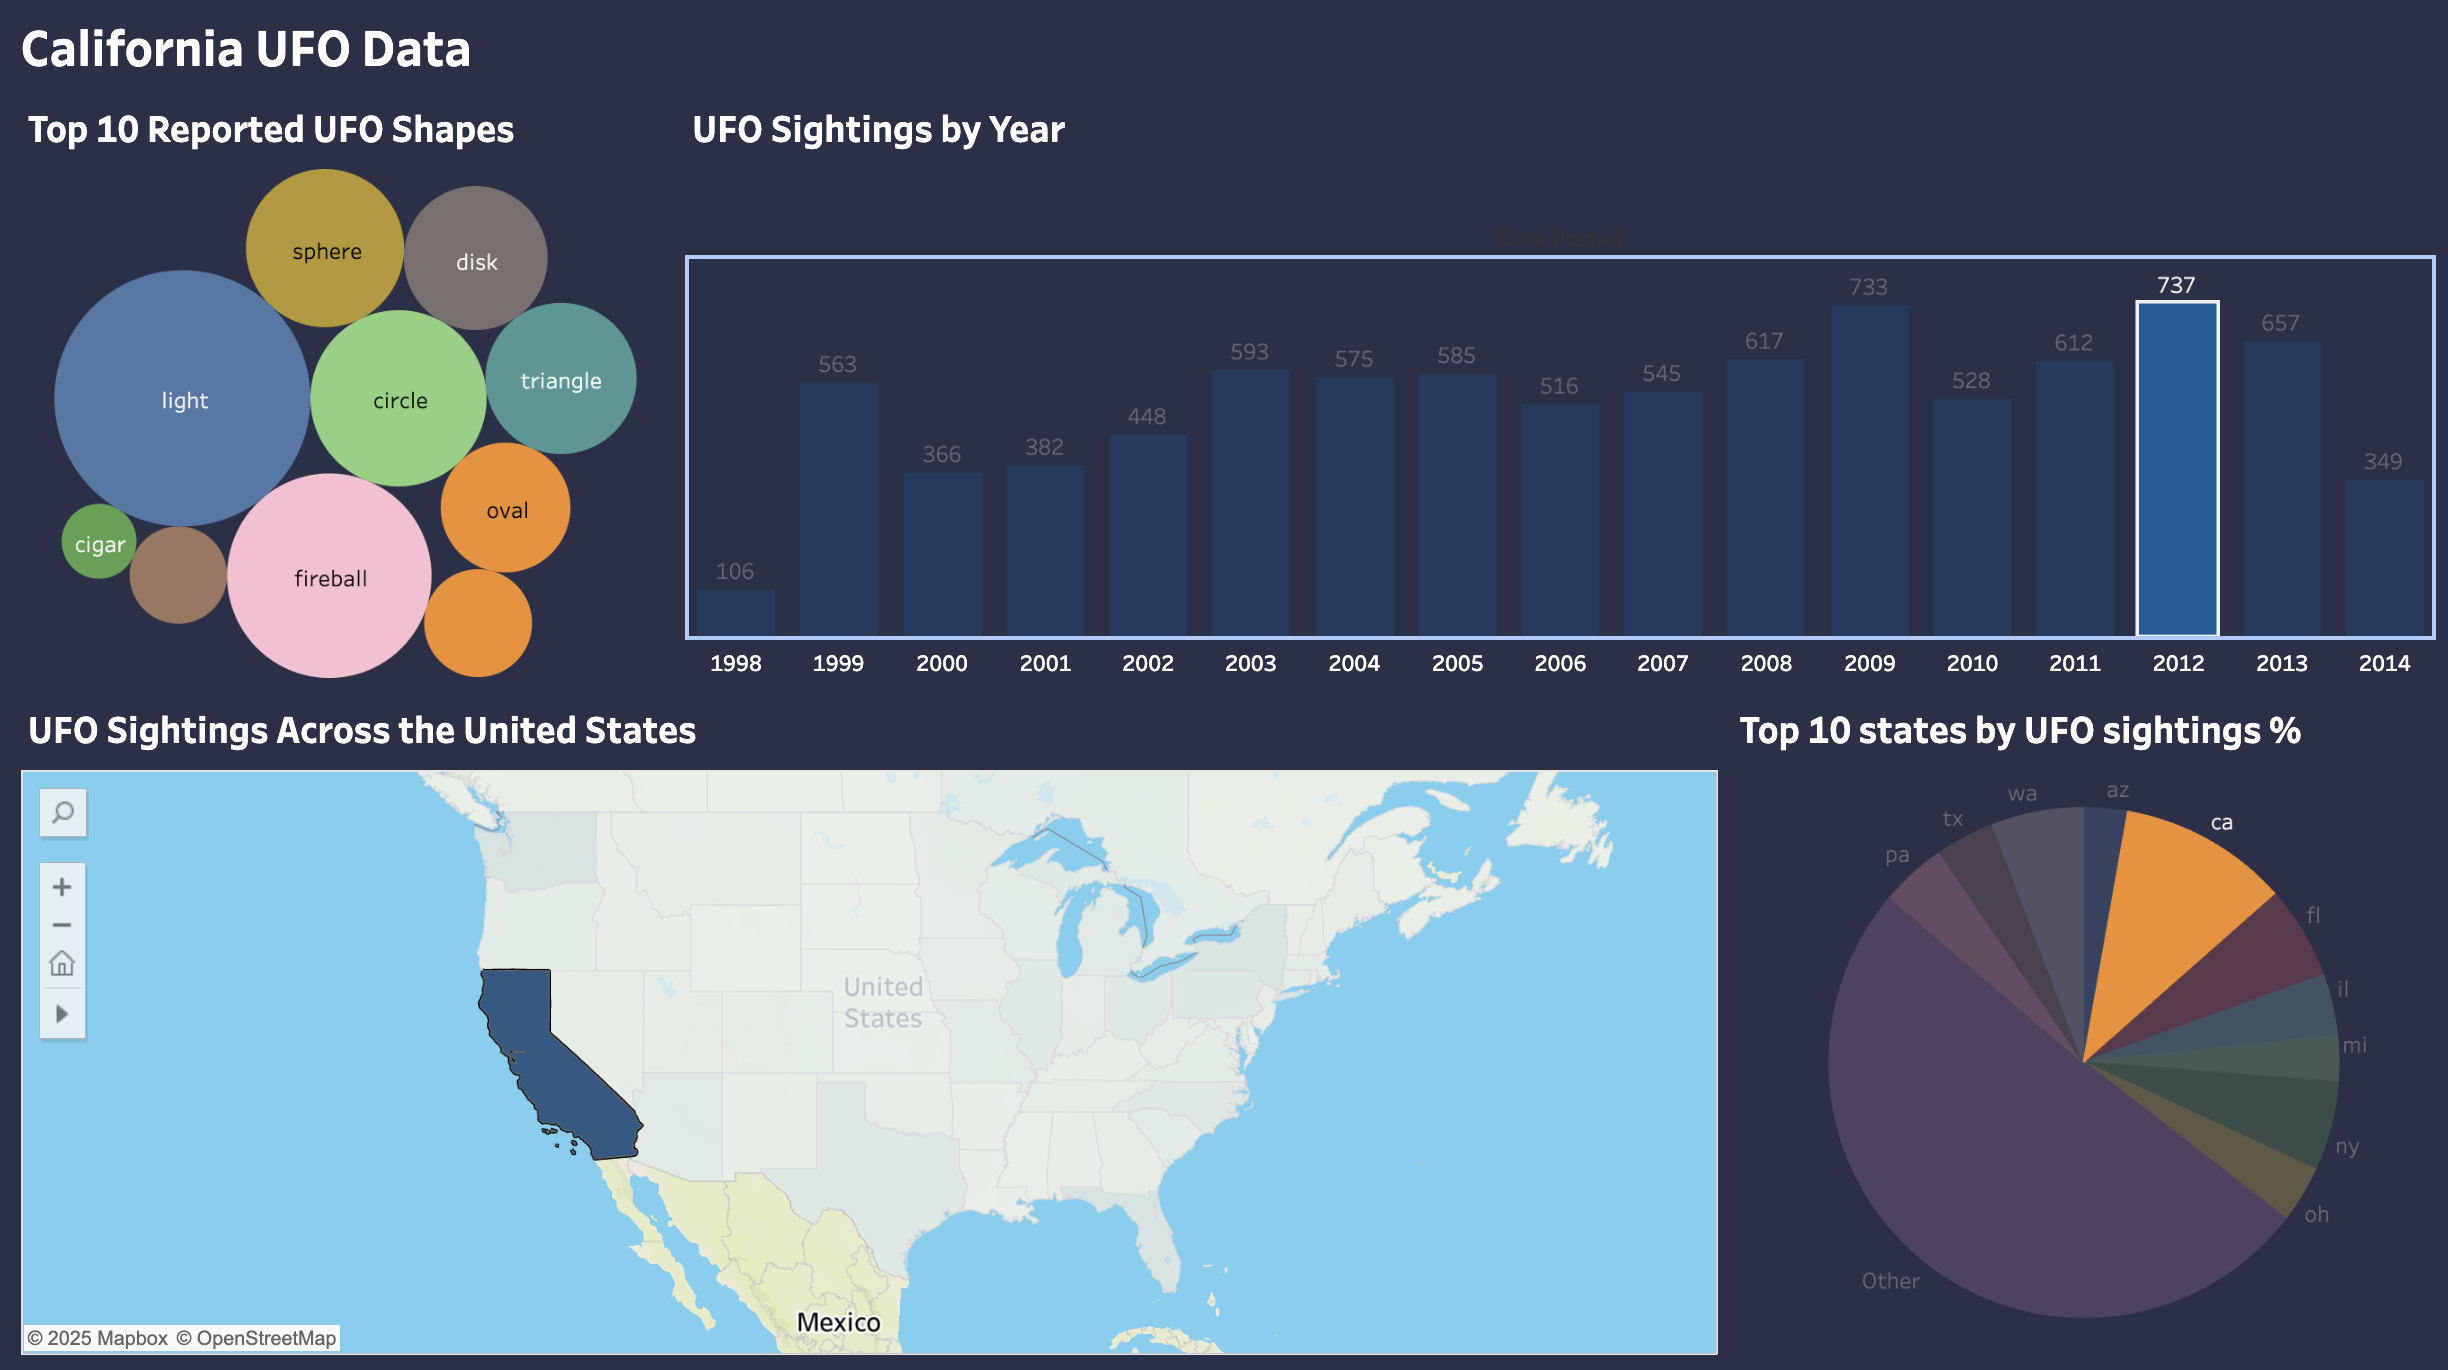 California UFO Data
Top 10 Reported UFO Shapes
sphere
disk
light
circle
triangle
oval
cigar
fireball
UFO Sightings by Year
Date Posted
106
563
366
382
448
593
575
585
516
545
617
733
528
612
737
657
349
1998
1999
2000
2001
2002
2003
2004
2005
2006
2007
2008
2009
2010
2011
2012
2013
2014
UFO Sightings Across the United States
United
States
Mexico
© 2025 Mapbox © OpenStreetMap
Top 10 states by UFO sightings %
az
ca
fl
il
mi
ny
oh
Other
pa
tx
wa